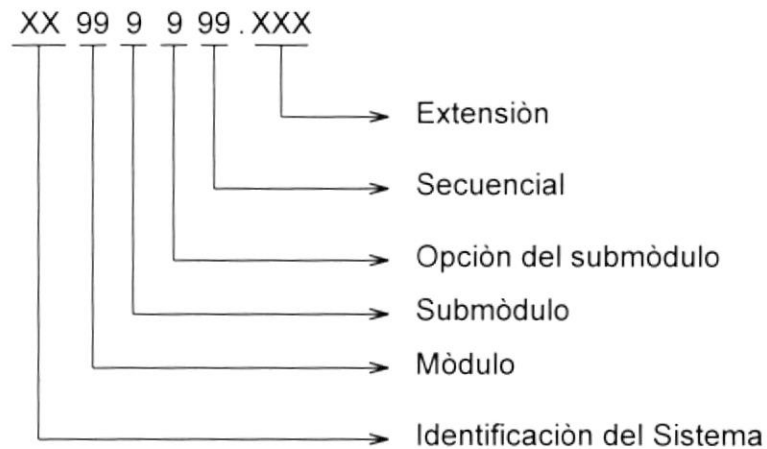 XX 99 9 9 99 . XXX
Extensiòn
Secuencial
Opciòn del submòdulo
Submòdulo
Mòdulo
Identificaciòn del Sistema